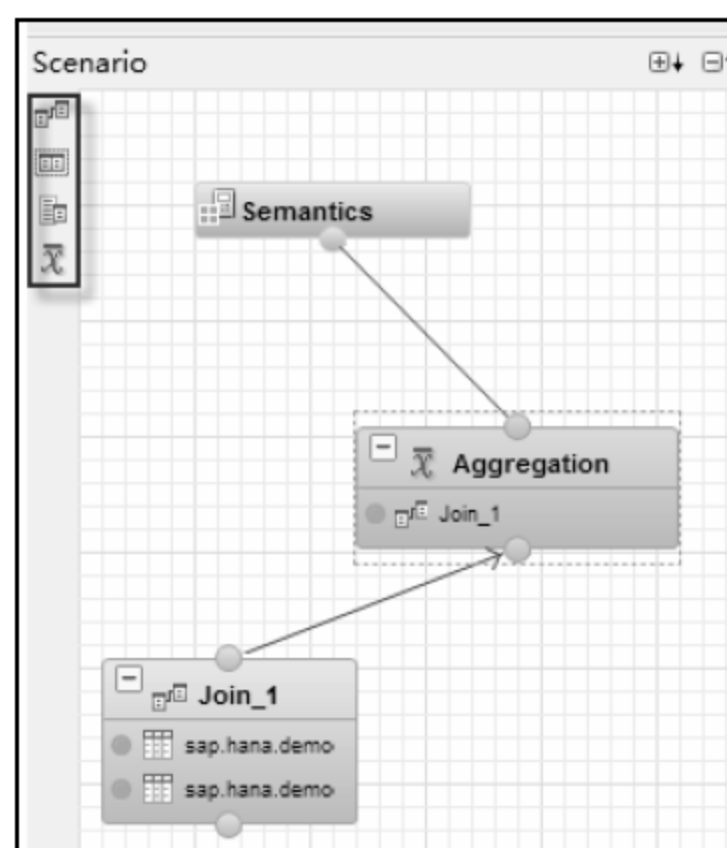 Scenario
Semantics
Aggregation
Join_1
Join_1
sap.hana.demo
sap.hana.demo